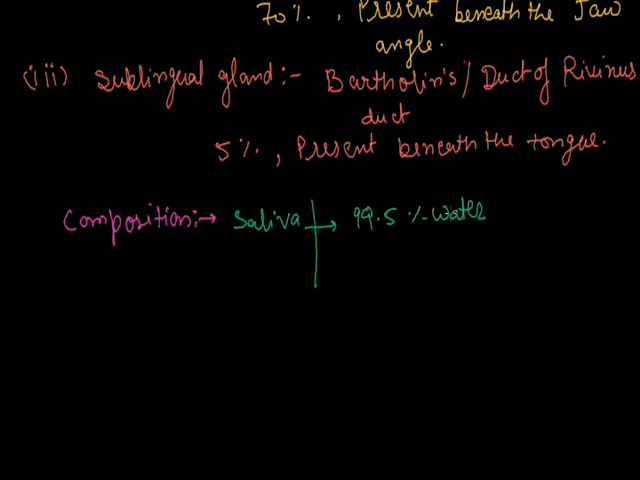 70%. , Present beneath the Jaw
angle.
(iii) Sublingual gland:- Bartholin's/ Duct of Rivinus
duct
5%. , Present beneath the tongue.
Composition:→ Saliva → 99.5 %. Water